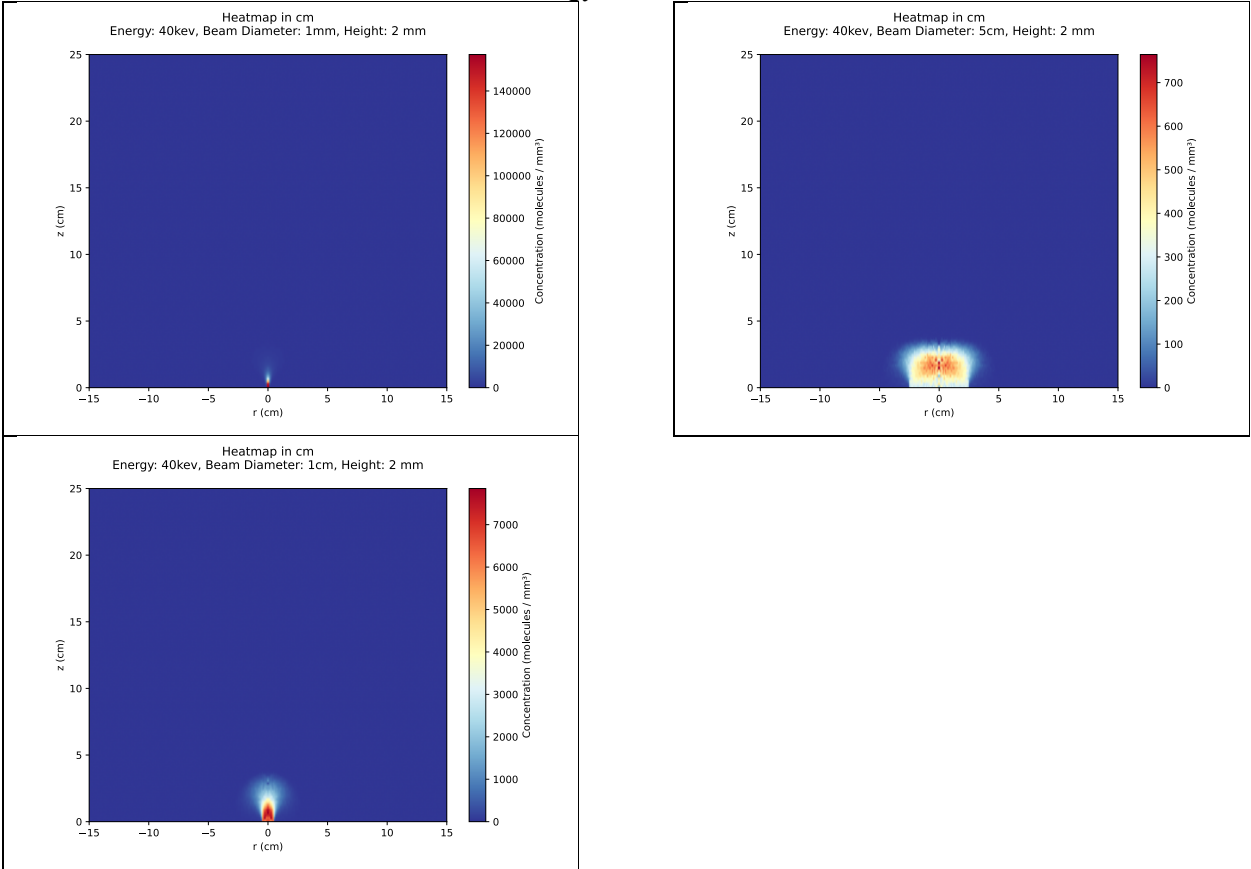 Heatmap in cm
Energy: 40kev, Beam Diameter: 1mm, Height: 2 mm
25
20
15
10
5
0
z (cm)
−15 −10 −5 0 5 10 15
r (cm)
140000
120000
100000
80000
60000
40000
20000
0
Concentration (molecules / mm³)
Heatmap in cm
Energy: 40kev, Beam Diameter: 5cm, Height: 2 mm
25
20
15
10
5
0
z (cm)
−15 −10 −5 0 5 10 15
r (cm)
700
600
500
400
300
200
100
0
Concentration (molecules / mm³)
Heatmap in cm
Energy: 40kev, Beam Diameter: 1cm, Height: 2 mm
25
20
15
10
5
0
z (cm)
−15 −10 −5 0 5 10 15
r (cm)
7000
6000
5000
4000
3000
2000
1000
0
Concentration (molecules / mm³)